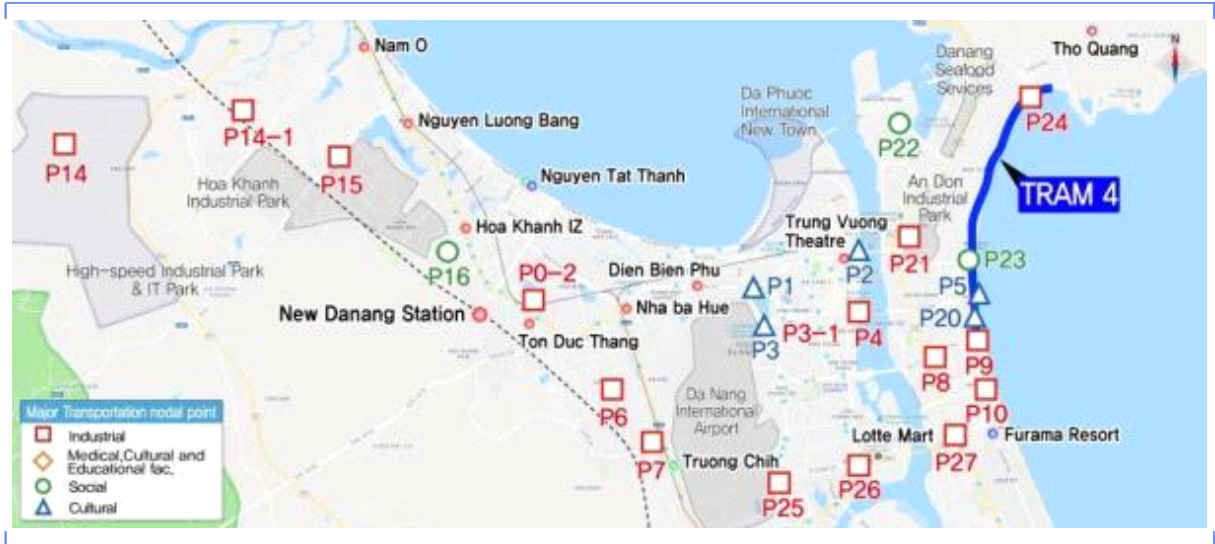 Nam O
Tho Quang
N
Danang
Seafood
Sevices
Da Phuoc
International
New Town
P24
P14-1
Nguyen Luong Bang
P22
P14
P15
Nguyen Tat Thanh
Hoa Khanh
Industrial Park
An Don
Industrial
Park
TRAM 4
Hoa Khanh IZ
Trung Vuong
Theatre
P16
P2
P21
P23
High-speed Industrial Park
& IT Park
P0-2
Dien Bien Phu
P1
P5
New Danang Station
Nha ba Hue
P3-1
P4
P20
Ton Duc Thang
P3
P9
P8
P6
Da Nang
International
Airport
P10
Major Transportation nodal point
Industrial
Medical,Cultural and
Educational fac,
Social
Cultural
Lotte Mart
Furama Resort
P7
Truong Chih
P27
P25
P26